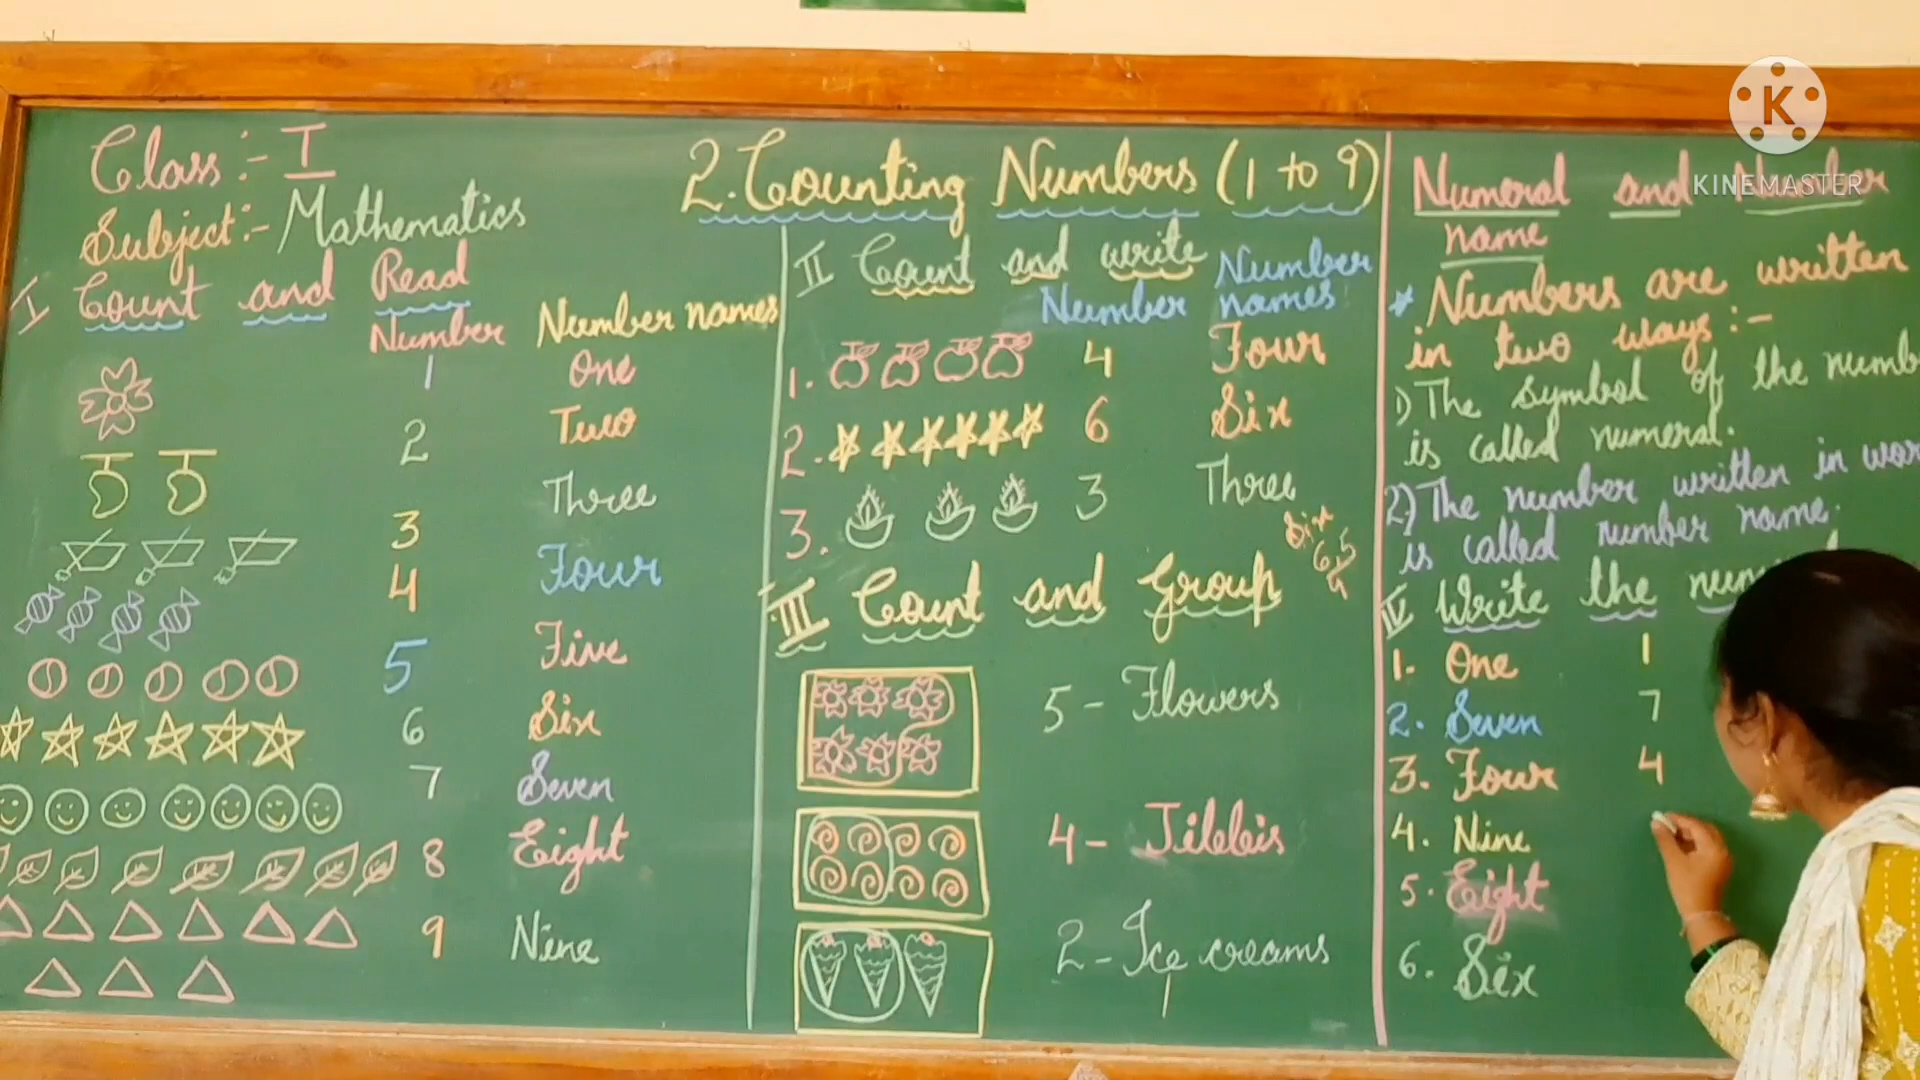 Class:- I
Subject:- Mathematics
2. Counting Numbers (1 to 9)
I Count and Read
Number Number names
1 One
2 Two
3 Three
4 Four
5 Five
6 Six
7 Seven
8 Eight
9 Nine
II Count and write
Number Number names
1. 4 Four
2. 6 Six
3. 3 Three
Six
6 5
4
III Count and Group
5 - Flowers
4 - Jilebis
2 - Ice creams
Numeral and Number
name
* Numbers are written
in two ways :-
1) The symbol of the numb
is called numeral.
2) The number written in wor
is called number name.
IV Write the num
1. One 1
2. Seven 7
3. Four 4
4. Nine
5. Eight
6. Six
K
KINEMASTER